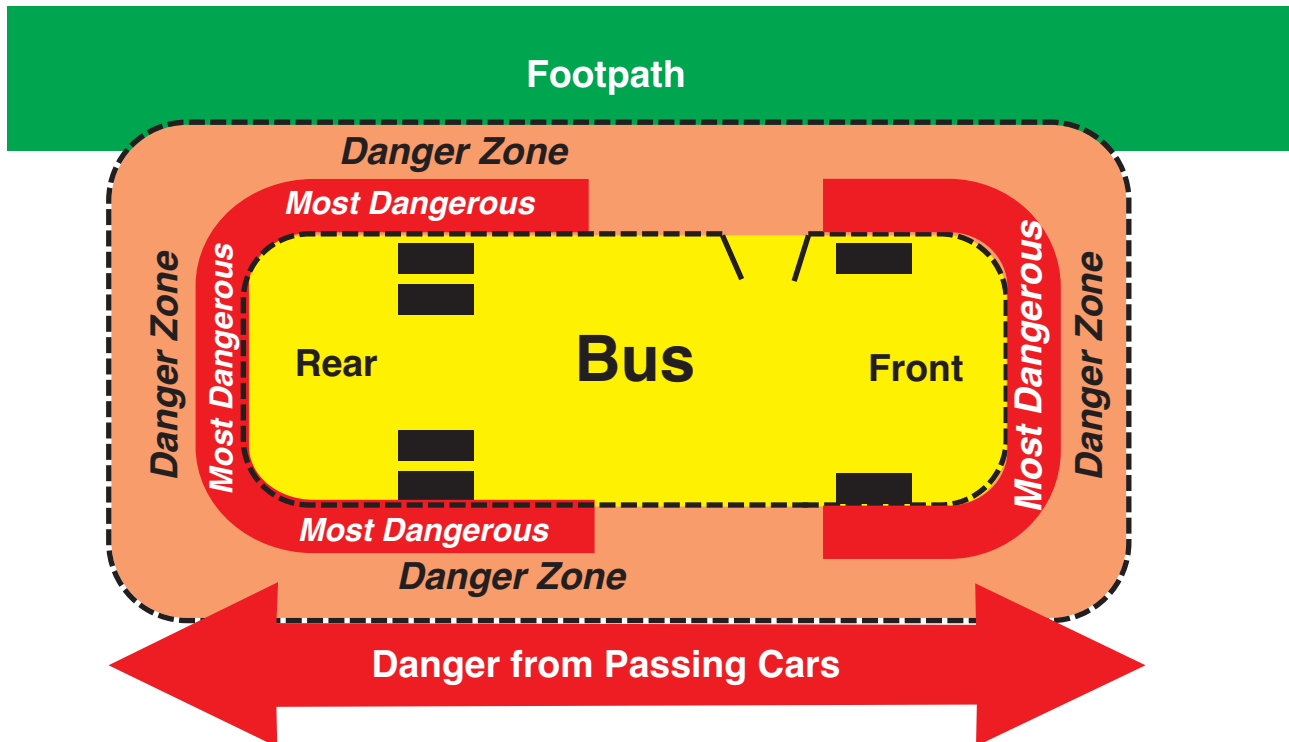 Footpath
Danger Zone
Most Dangerous
Danger Zone
Most Dangerous
Rear
Bus
Front
Most Dangerous
Danger Zone
Most Dangerous
Danger Zone
Danger from Passing Cars